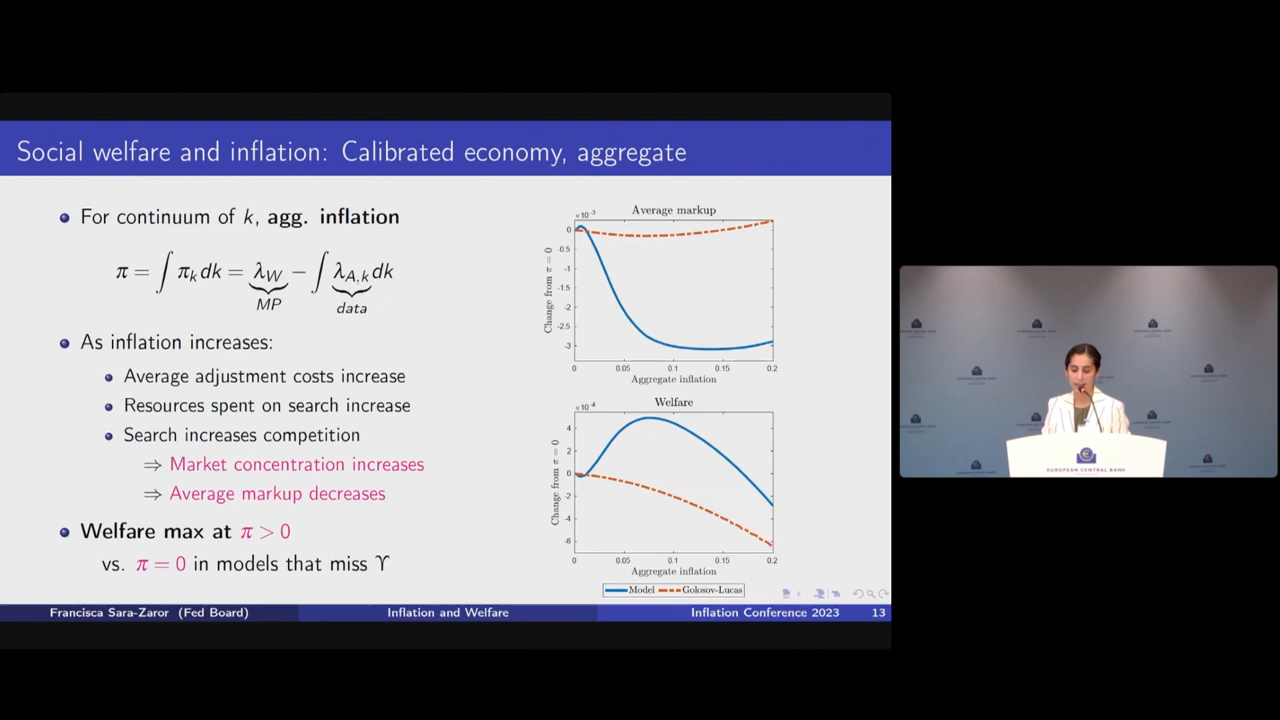 Social welfare and inflation: Calibrated economy, aggregate
For continuum of k, agg. inflation
π = ∫ π_k dk = λ_W − ∫ λ_{A,k} dk
MP
data
As inflation increases:
Average adjustment costs increase
Resources spent on search increase
Search increases competition
⇒ Market concentration increases
⇒ Average markup decreases
Welfare max at π > 0
vs. π = 0 in models that miss ϒ
×10⁻³
Average markup
0
-0.5
-1
-1.5
-2
-2.5
-3
Change from π = 0
0 0.05 0.1 0.15 0.2
Aggregate inflation
×10⁻⁴
Welfare
4
2
0
-2
-4
-6
Change from π = 0
0 0.05 0.1 0.15 0.2
Aggregate inflation
Model Golosov-Lucas
Francisca Sara-Zaror (Fed Board) Inflation and Welfare Inflation Conference 2023 13
EUROPEAN CENTRAL BANK